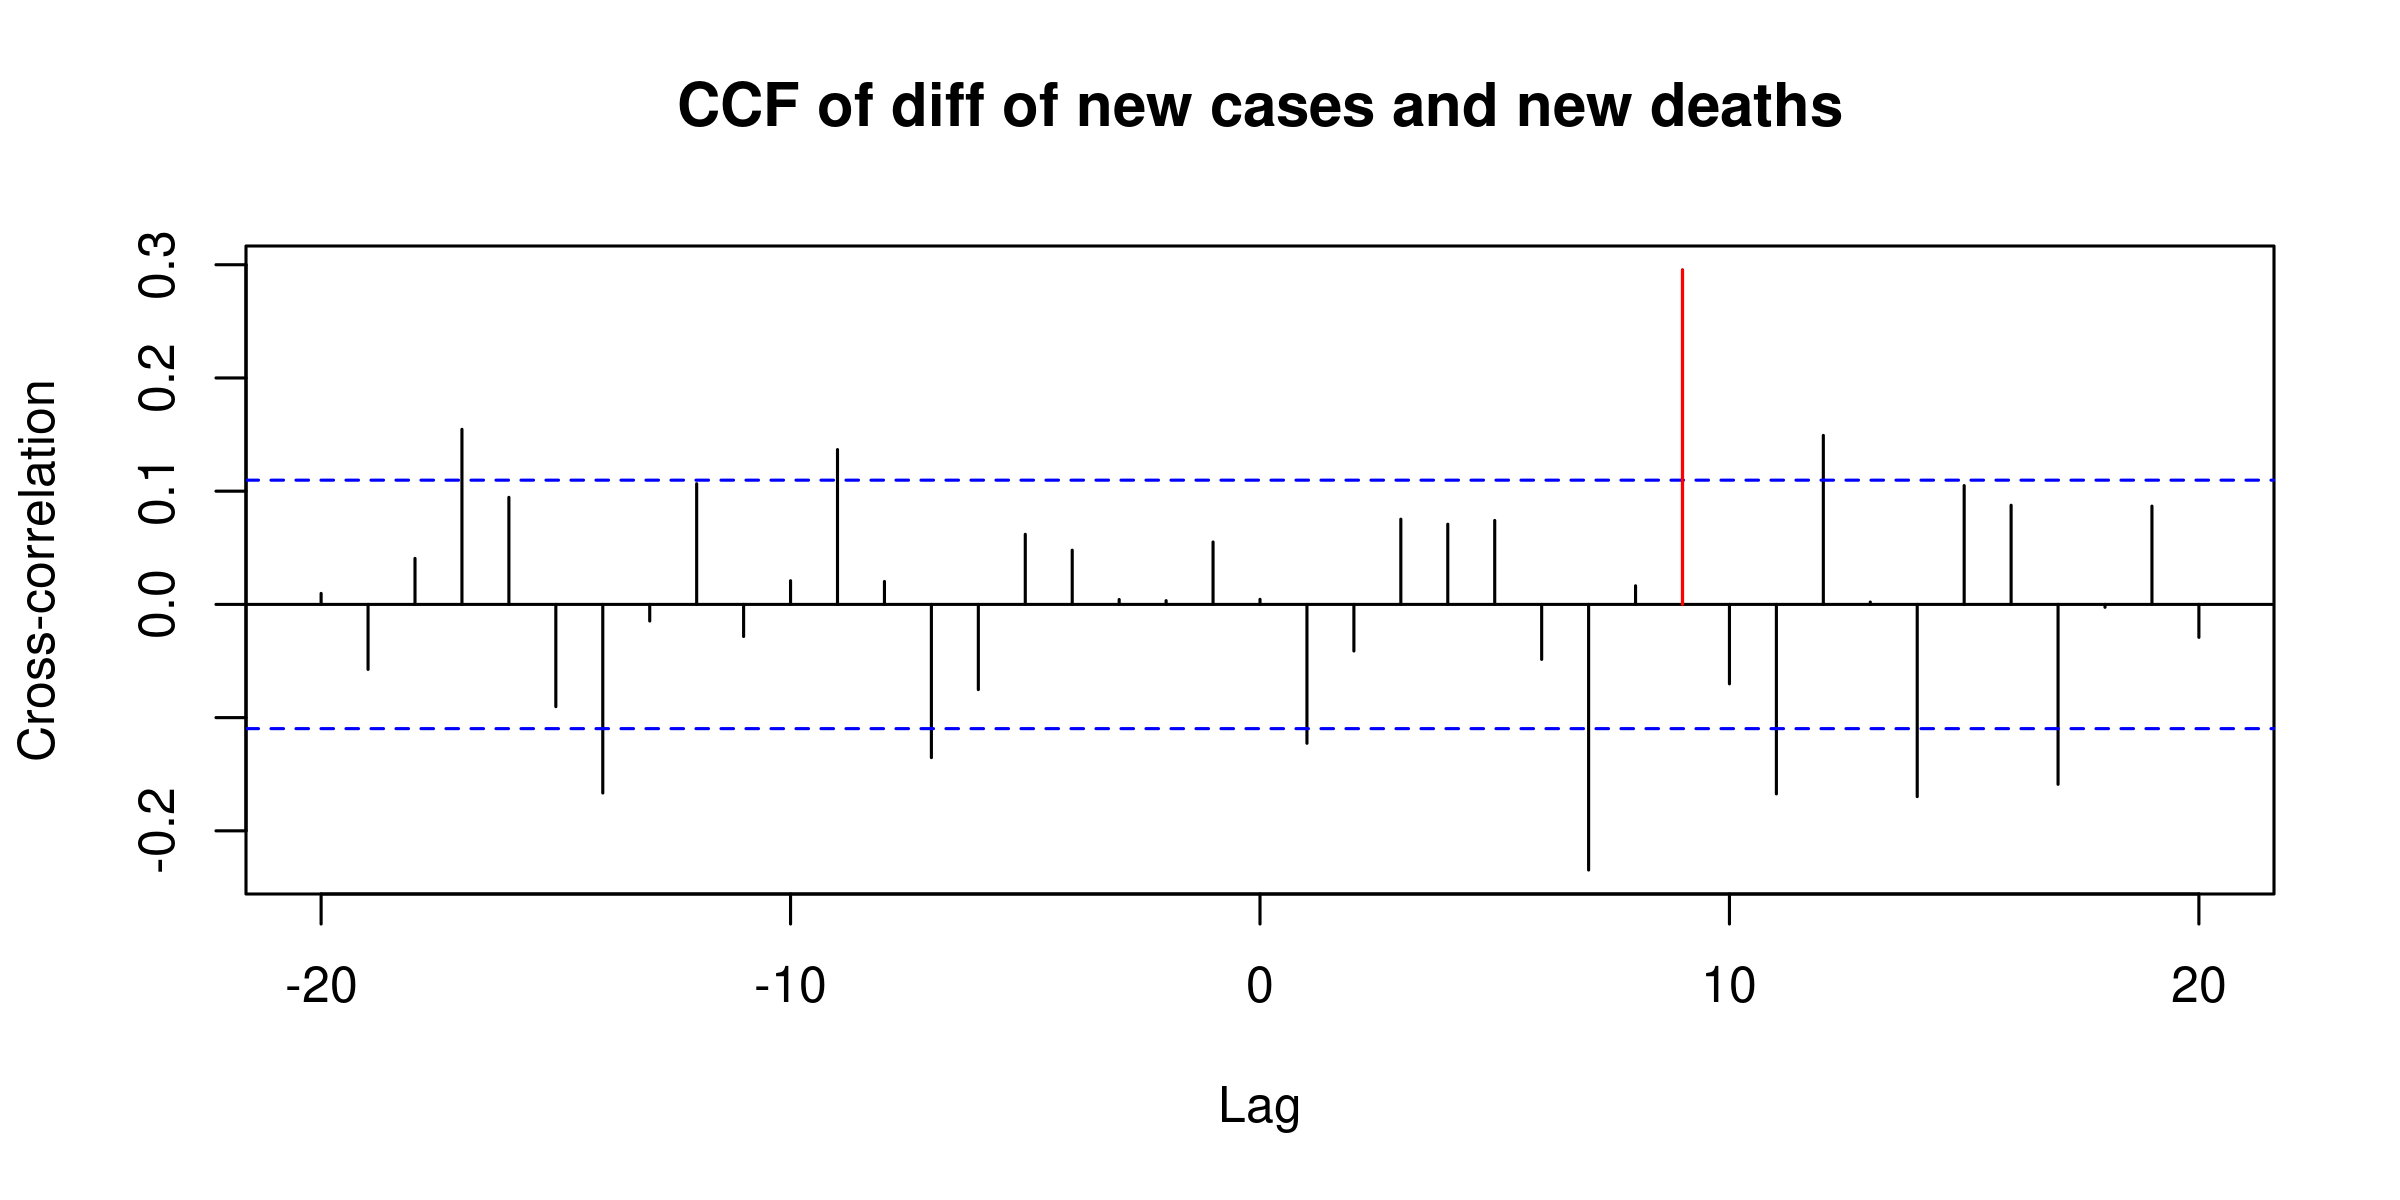 CCF of diff of new cases and new deaths
Cross-correlation
0.3
0.2
0.1
0.0
-0.2
-20 -10 0 10 20
Lag